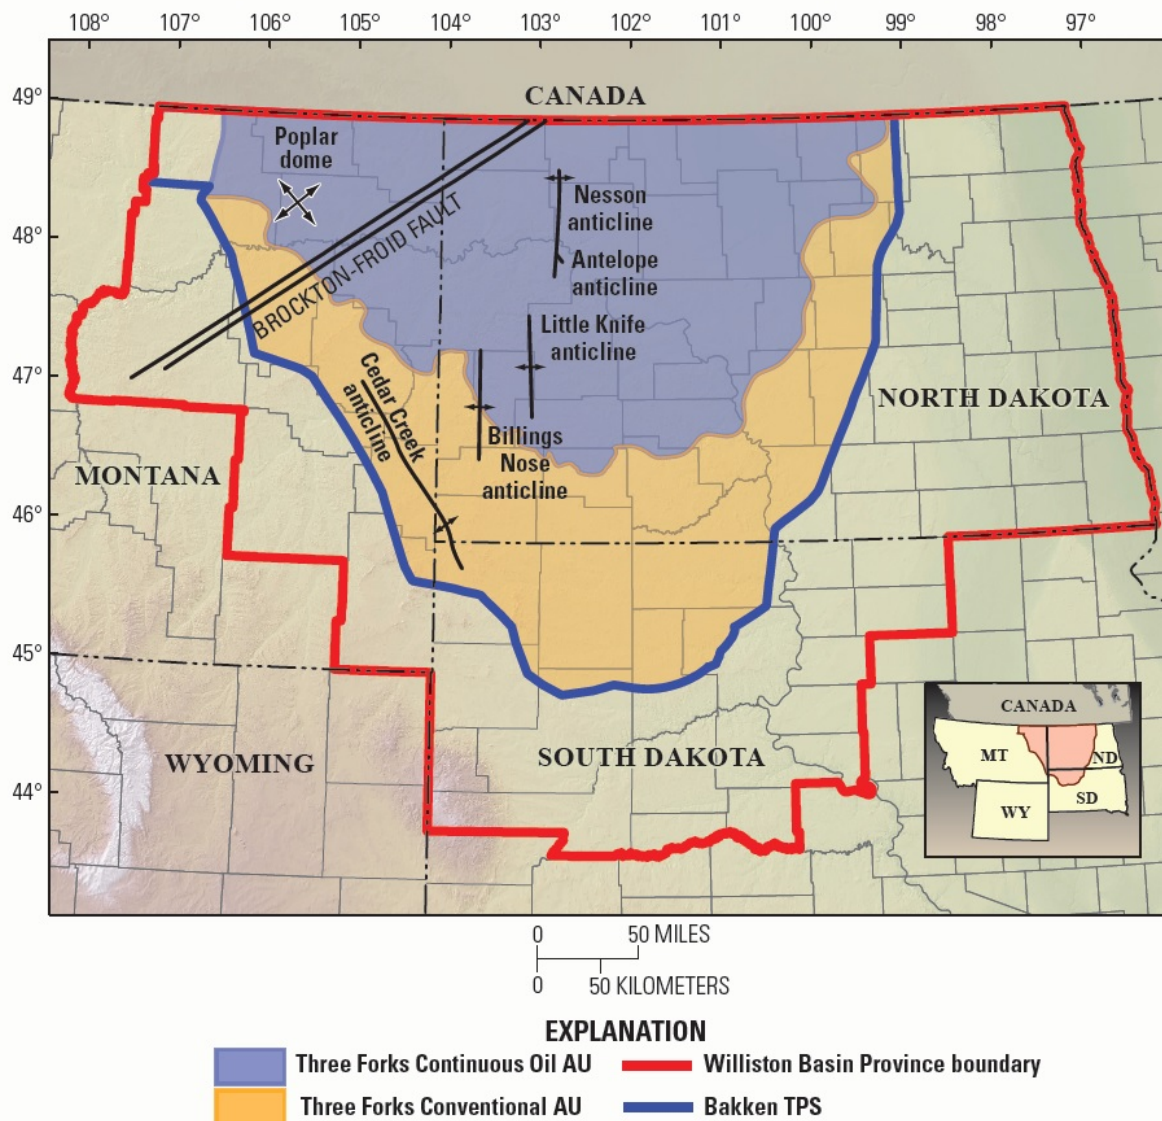 108° 107° 106° 105° 104° 103° 102° 101° 100° 99° 98° 97°
49°
48°
47°
46°
45°
44°
CANADA
Poplar
dome
BROCKTON-FROID FAULT
Nesson
anticline
Antelope
anticline
Little Knife
anticline
Cedar Creek
anticline
Billings
Nose
anticline
NORTH DAKOTA
MONTANA
WYOMING
SOUTH DAKOTA
CANADA
MT
ND
SD
WY
0 50 MILES
0 50 KILOMETERS
EXPLANATION
Three Forks Continuous Oil AU
Williston Basin Province boundary
Three Forks Conventional AU
Bakken TPS